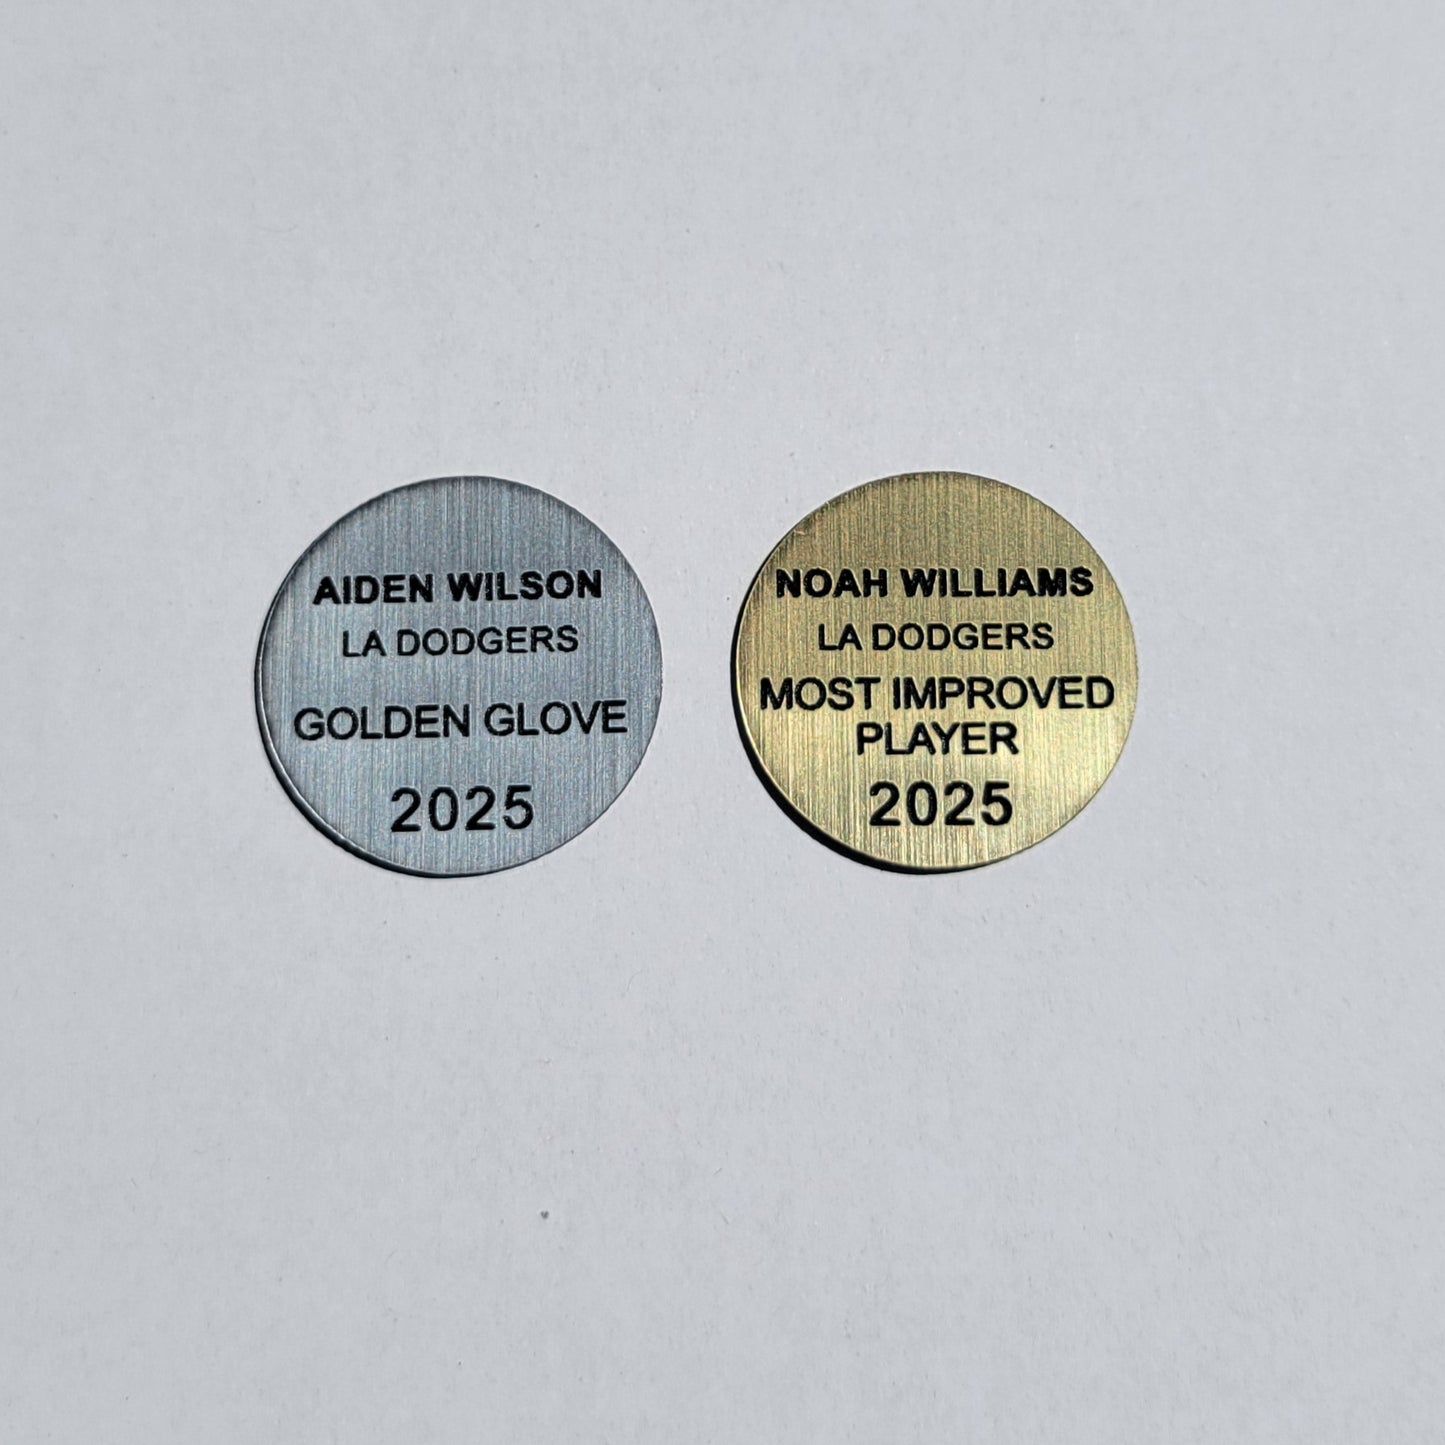 AIDEN WILSON
LA DODGERS
GOLDEN GLOVE
2025
NOAH WILLIAMS
LA DODGERS
MOST IMPROVED
PLAYER
2025